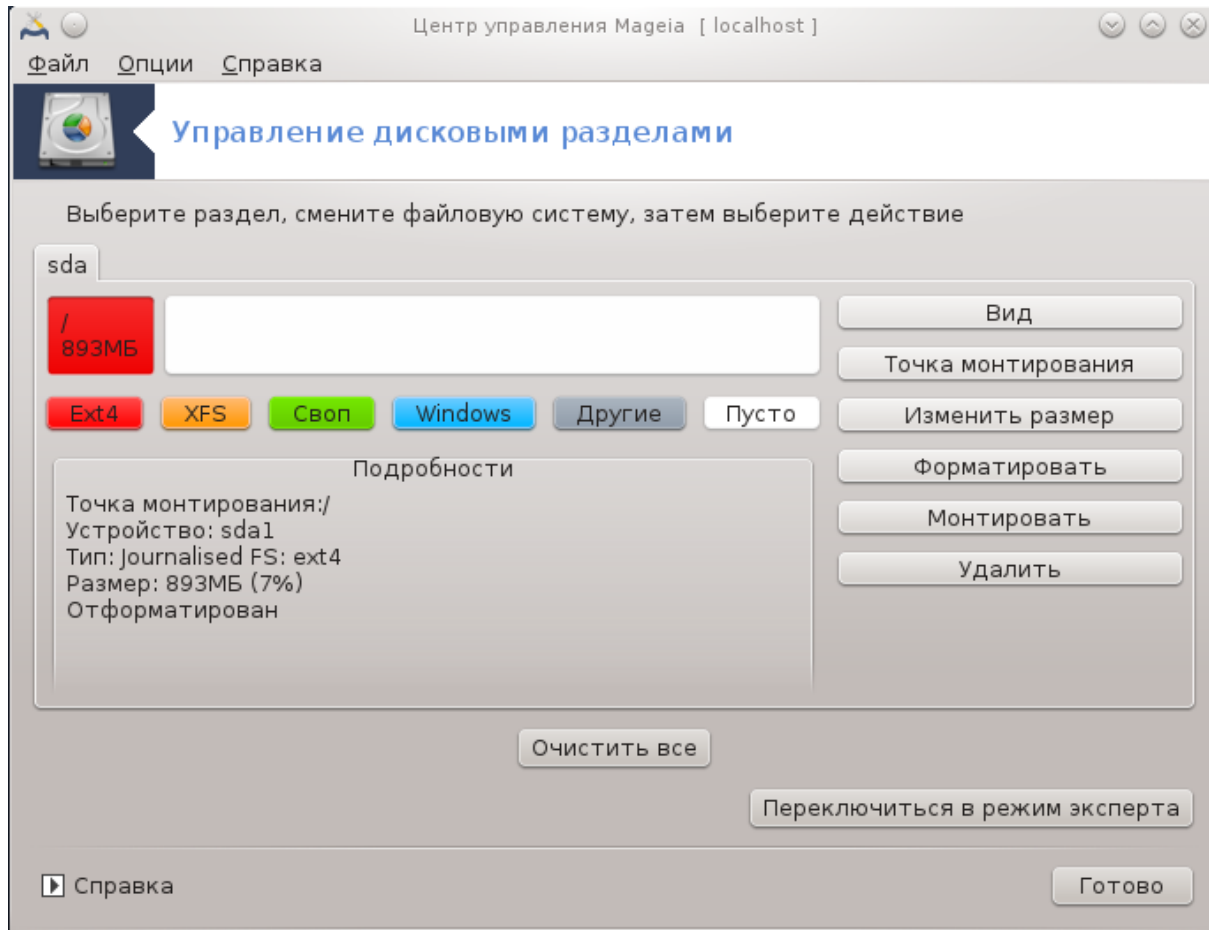 Центр управления Mageia [ localhost ]
Файл Опции Справка
Управление дисковыми разделами
Выберите раздел, смените файловую систему, затем выберите действие
sda
/
893МБ
Ext4 XFS Своп Windows Другие Пусто
Подробности
Точка монтирования:/
Устройство: sda1
Тип: Journalised FS: ext4
Размер: 893МБ (7%)
Отформатирован
Вид
Точка монтирования
Изменить размер
Форматировать
Монтировать
Удалить
Очистить все
Переключиться в режим эксперта
Справка
Готово